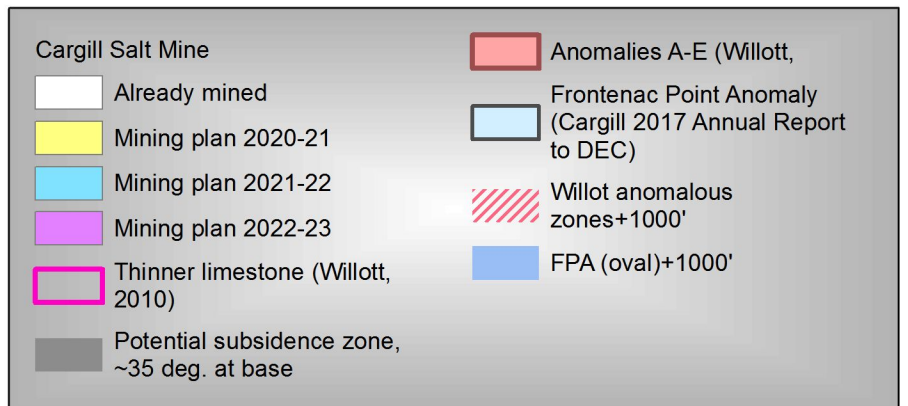 Cargill Salt Mine
Already mined
Mining plan 2020-21
Mining plan 2021-22
Mining plan 2022-23
Thinner limestone (Willott,
2010)
Potential subsidence zone,
~35 deg. at base
Anomalies A-E (Willott,
Frontenac Point Anomaly
(Cargill 2017 Annual Report
to DEC)
Willot anomalous
zones+1000'
FPA (oval)+1000'